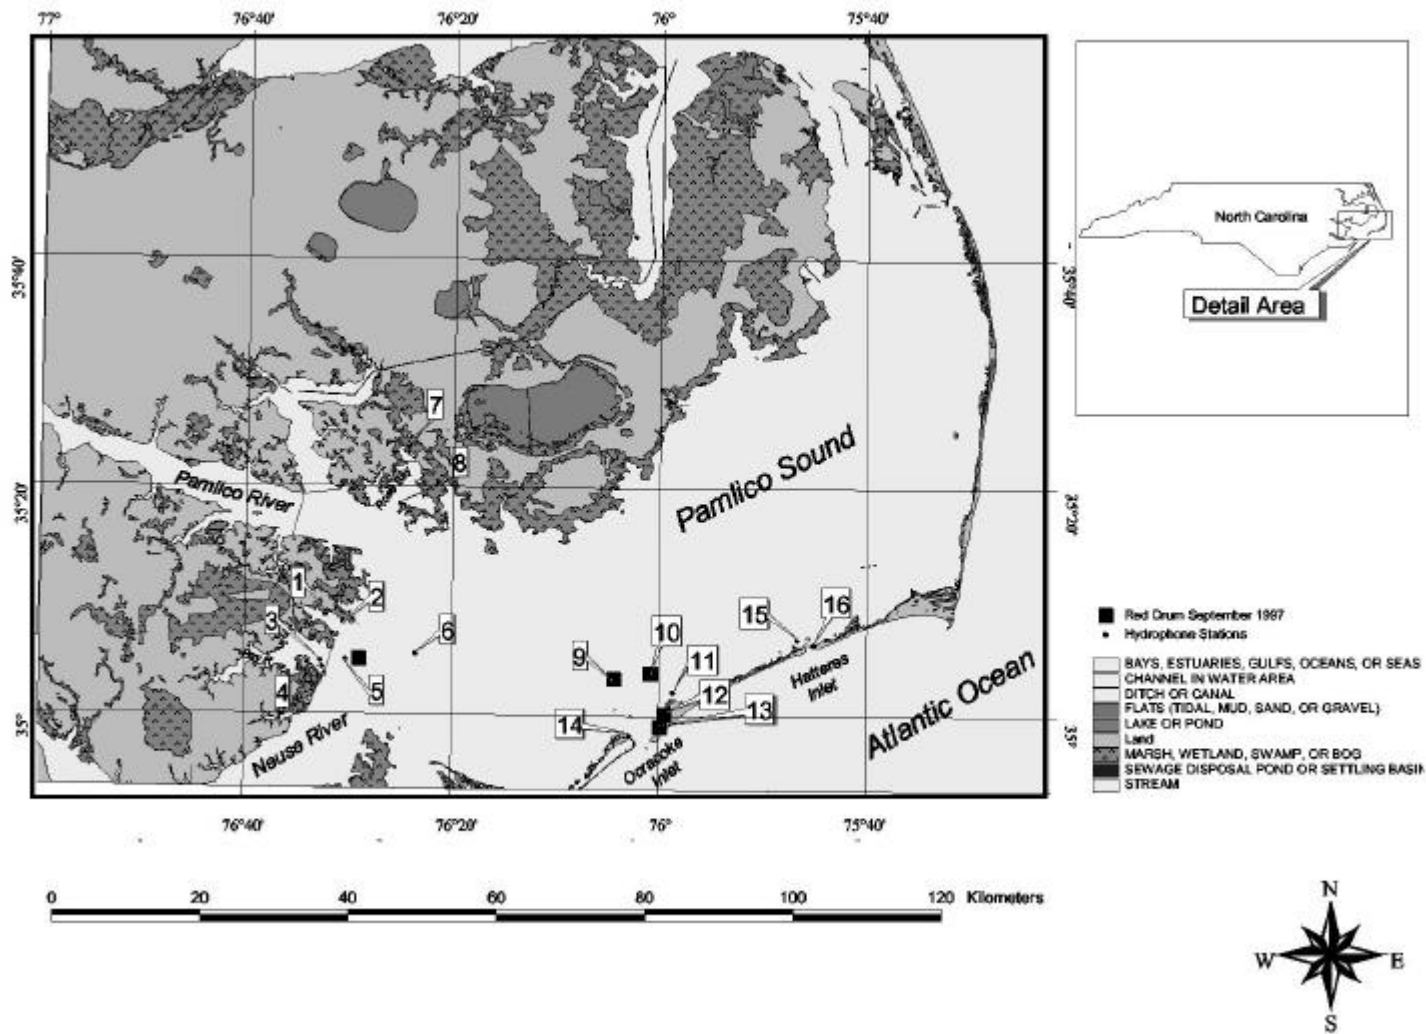 77°
76°40'
76°20'
76°
75°40'
35°40'
35°40'
North Carolina
Detail Area
7
8
Pamlico Sound
Pamlico River
35°20'
35°20'
1
2
3
6
15
16
Red Drum September 1997
Hydrophone Stations
9
10
11
Hatteras
Inlet
4
5
12
13
14
Atlantic Ocean
35°
35°
Neuse River
Ocracoke
Inlet
BAYS, ESTUARIES, GULFS, OCEANS, OR SEAS
CHANNEL IN WATER AREA
DITCH OR CANAL
FLATS (TIDAL, MUD, SAND, OR GRAVEL)
LAKE OR POND
Land
MARSH, WETLAND, SWAMP, OR BOG
SEWAGE DISPOSAL POND OR SETTLING BASIN
STREAM
76°40'
76°20'
76°
75°40'
0 20 40 60 80 100 120 Kilometers
N
W E
S